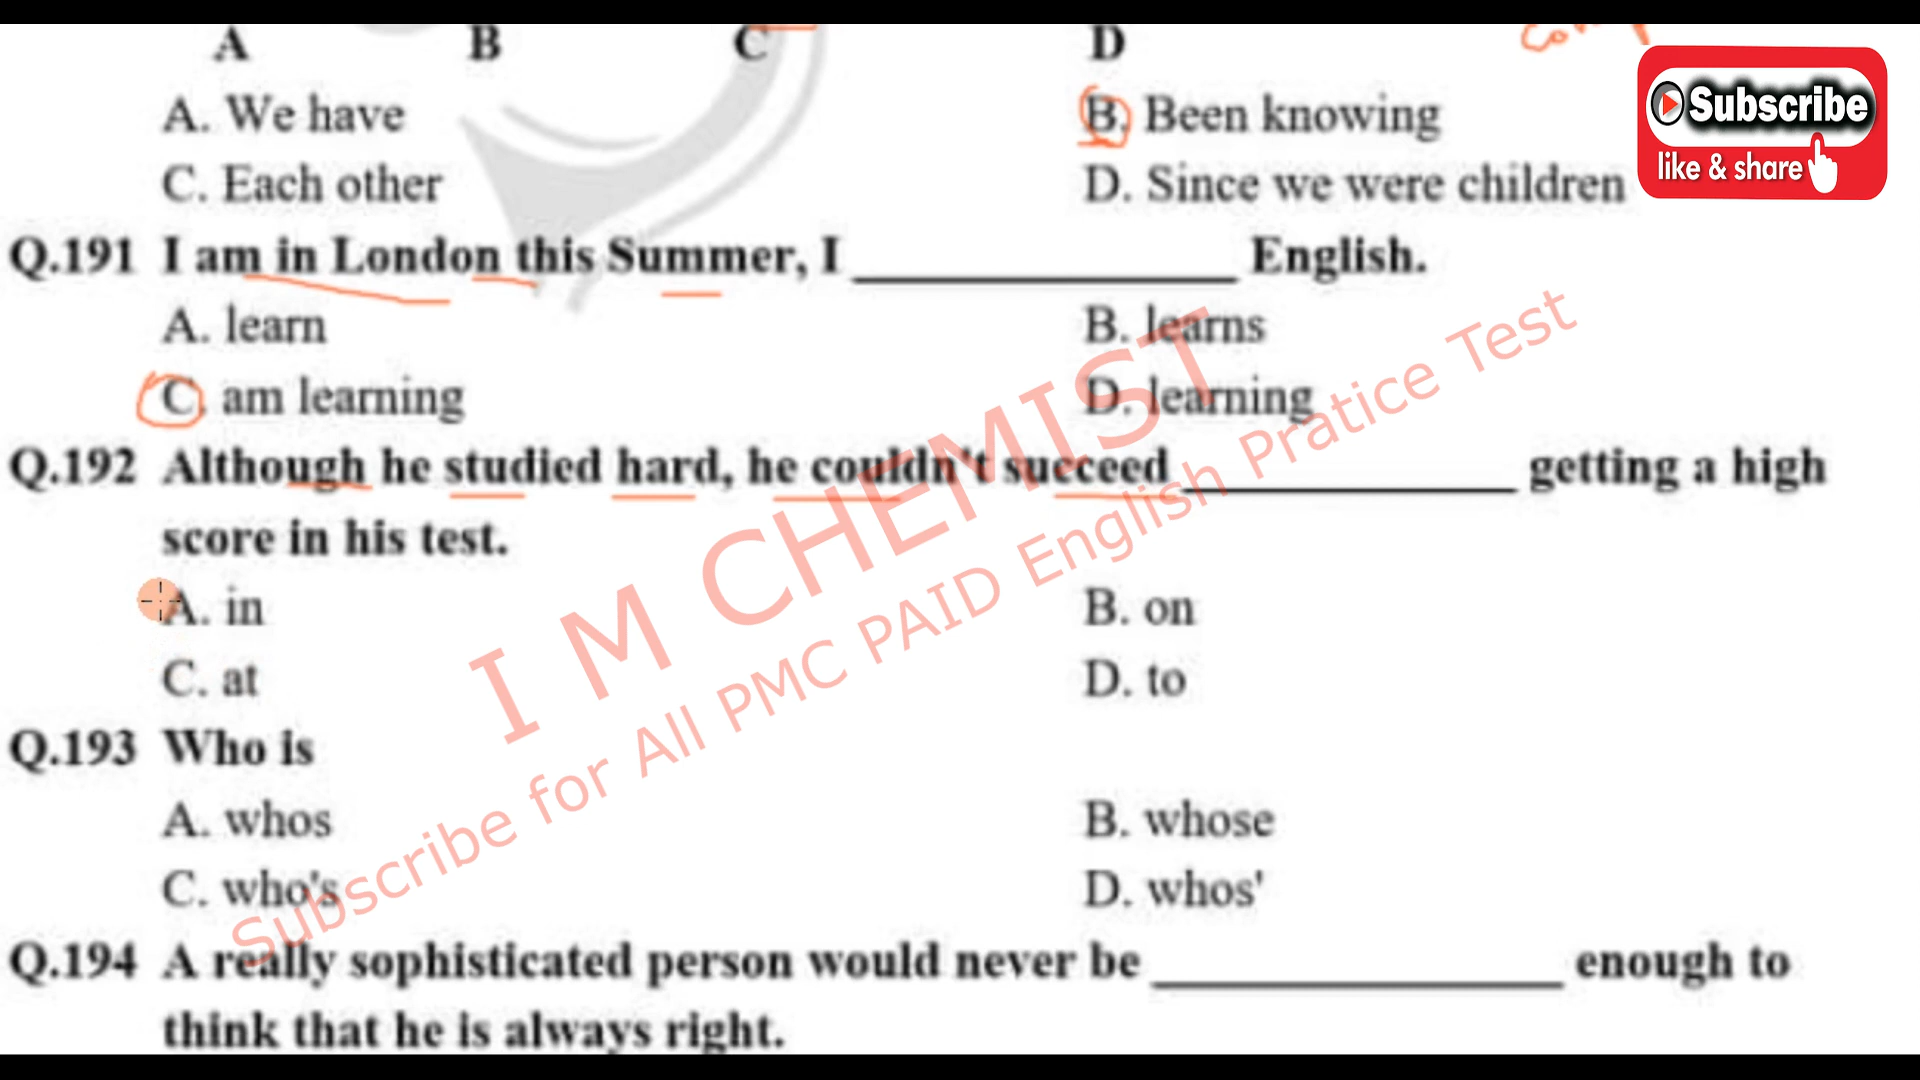 A B C D
A. We have B. Been knowing
C. Each other D. Since we were children
Subscribe
like & share
Q.191 I am in London this Summer, I ______________ English.
A. learn B. learns
C. am learning D. learning
Q.192 Although he studied hard, he couldn't succeed ______________ getting a high
score in his test.
A. in B. on
C. at D. to
Q.193 Who is
A. whos B. whose
C. who's D. whos'
Q.194 A really sophisticated person would never be ______________ enough to
think that he is always right.
I M CHEMIST
Subscribe for All PMC PAID English Pratice Test